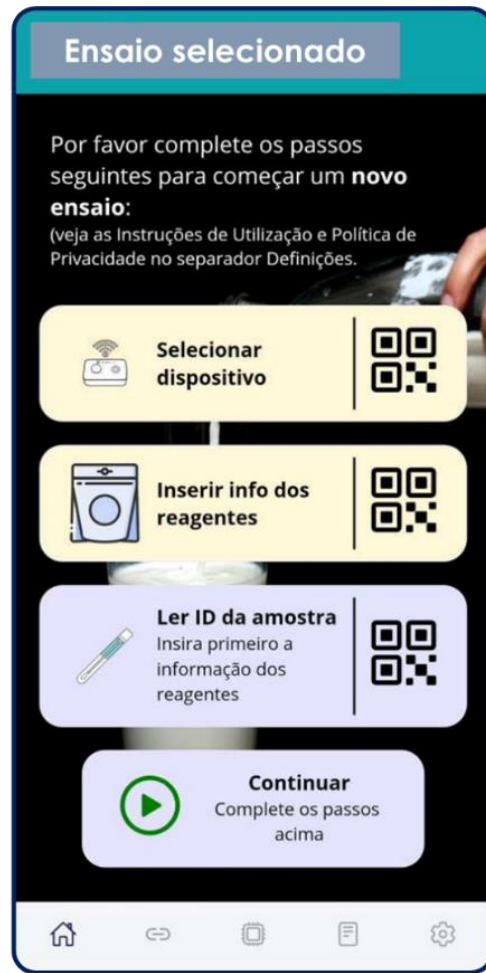 Ensaio selecionado
Por favor complete os passos
seguintes para começar um novo
ensaio:
(veja as Instruções de Utilização e Política de
Privacidade no separador Definições.
Selecionar
dispositivo
Inserir info dos
reagentes
Ler ID da amostra
Insira primeiro a
informação dos
reagentes
Continuar
Complete os passos
acima